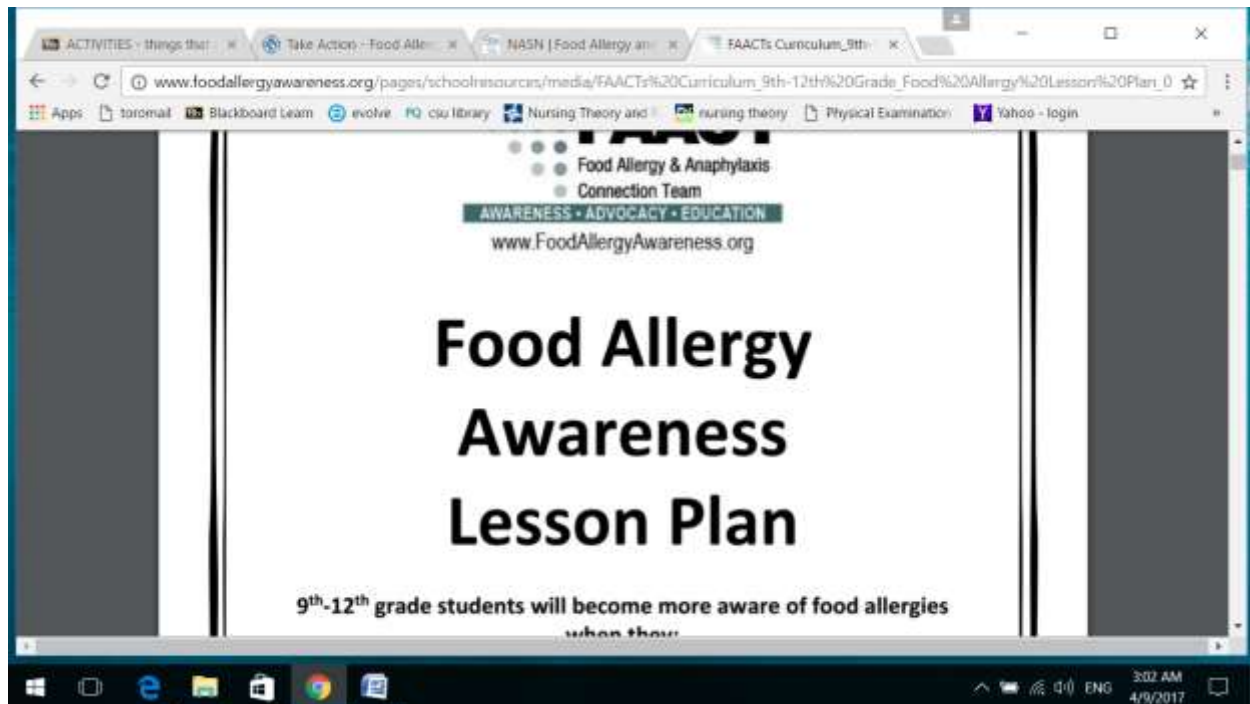 ACTIVITIES - things that
Take Action - Food Aller
NASN | Food Allergy an
FAACTs Curriculum_9th-
www.foodallergyawareness.org/pages/schoolresources/media/FAACTs%20Curriculum_9th-12th%20Grade_Food%20Allergy%20Lesson%20Plan_0
Apps toromail Blackboard Learn evolve csu library Nursing Theory and nursing theory Physical Examination Yahoo - login
Food Allergy & Anaphylaxis
Connection Team
AWARENESS • ADVOCACY • EDUCATION
www.FoodAllergyAwareness.org
Food Allergy
Awareness
Lesson Plan
9th-12th grade students will become more aware of food allergies
when they:
ENG
3:02 AM
4/9/2017